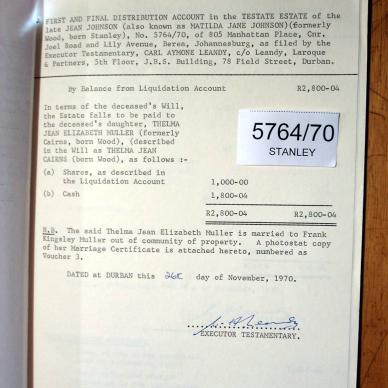 2. FIRST AND FINAL DISTRIBUTION ACCOUNT in the TESTATE ESTATE of the
late JEAN JOHNSON (also known as MATILDA JANE JOHNSON)(formerly
Wood, born Stanley), No. 5764/70, of 805 Manhattan Place, Cnr.
Joel Road and Lily Avenue, Berea, Johannesburg, as filed by the
Executor Testamentary, CARL AYMONE LEANDY, c/o Leandy, Laroque
& Partners, 5th Floor, J.B.S. Building, 78 Field Street, Durban.
By Balance from Liquidation Account R2,800-04
In terms of the deceased's Will,
the Estate falls to be paid to
the deceased's daughter, THELMA
JEAN ELIZABETH MULLER (formerly
Cairns, born Wood), (described
in the Will as THELMA JEAN
CAIRNS (born Wood), as follows :-
5764/70
STANLEY
(a) Shares, as described in
the Liquidation Account 1,000-00
(b) Cash 1,800-04
R2,800-04 R2,800-04
N.B. The said Thelma Jean Elizabeth Muller is married to Frank
Kingsley Muller out of community of property. A photostat copy
of her Marriage Certificate is attached hereto, numbered as
Voucher 3.
DATED at DURBAN this 26th day of November, 1970.
EXECUTOR TESTAMENTARY.